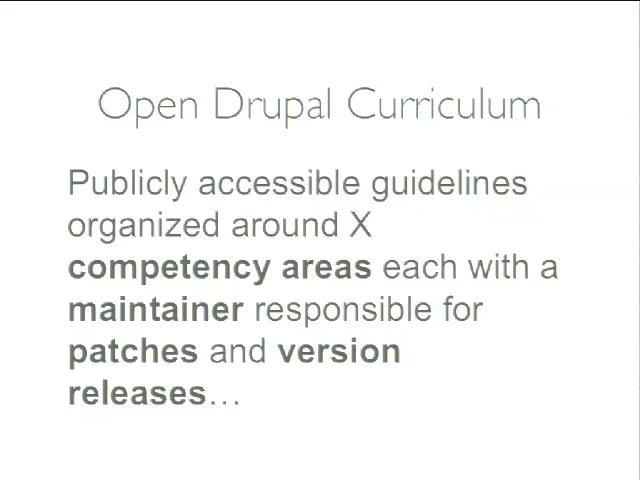 Open Drupal Curriculum
Publicly accessible guidelines
organized around X
competency areas each with a
maintainer responsible for
patches and version
releases…